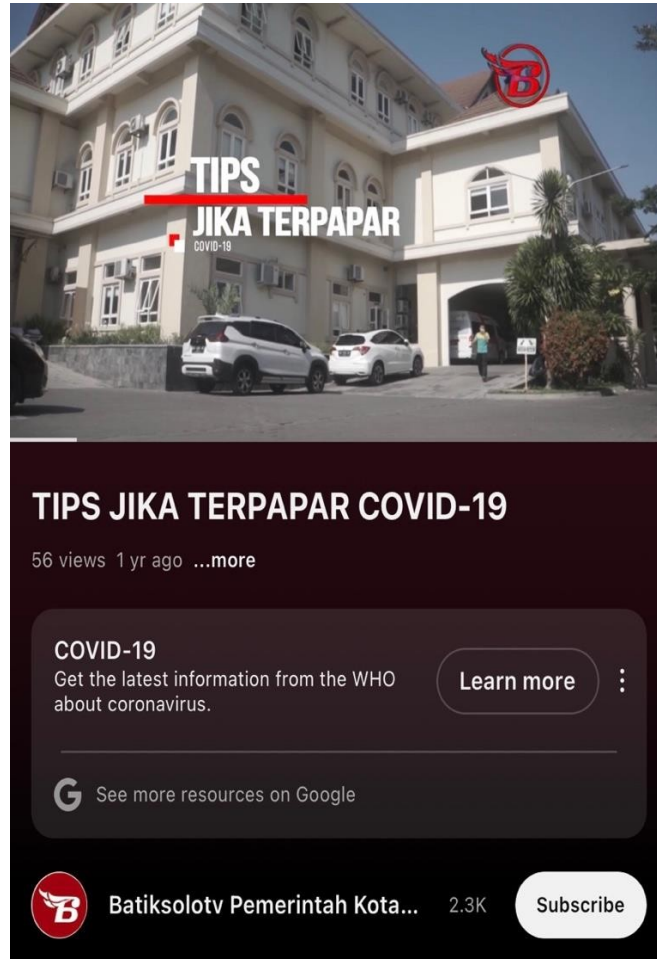 TIPS
JIKA TERPAPAR
COVID-19
TIPS JIKA TERPAPAR COVID-19
56 views 1 yr ago ...more
COVID-19
Get the latest information from the WHO
about coronavirus.
Learn more
See more resources on Google
Batiksolotv Pemerintah Kota... 2.3K Subscribe